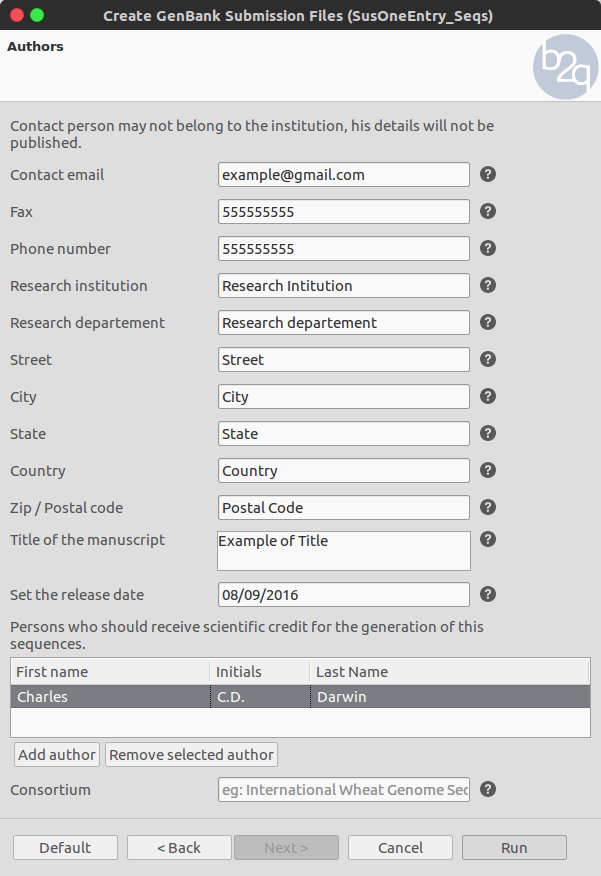 Create GenBank Submission Files (SusOneEntry_Seqs)
Authors
b2g
Contact person may not belong to the institution, his details will not be
published.
Contact email example@gmail.com ?
Fax 555555555 ?
Phone number 555555555 ?
Research institution Research Intitution ?
Research departement Research departement ?
Street Street ?
City City ?
State State ?
Country Country ?
Zip / Postal code Postal Code ?
Title of the manuscript Example of Title ?
Set the release date 08/09/2016 ?
Persons who should receive scientific credit for the generation of this
sequences.
First name Initials Last Name
Charles C.D. Darwin
Add author Remove selected author
Consortium eg: International Wheat Genome Sec ?
Default < Back Next > Cancel Run